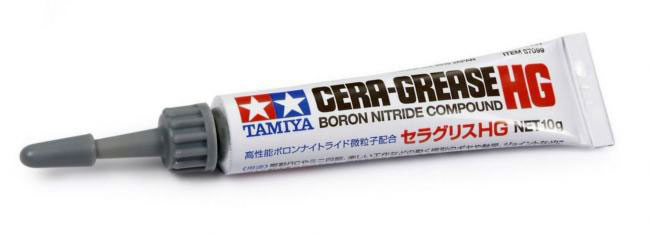 ITEM 87099
CERA-GREASE HG
TAMIYA
BORON NITRIDE COMPOUND
セラグリスHG NET10g
高性能ボロンナイトライド微粒子配合